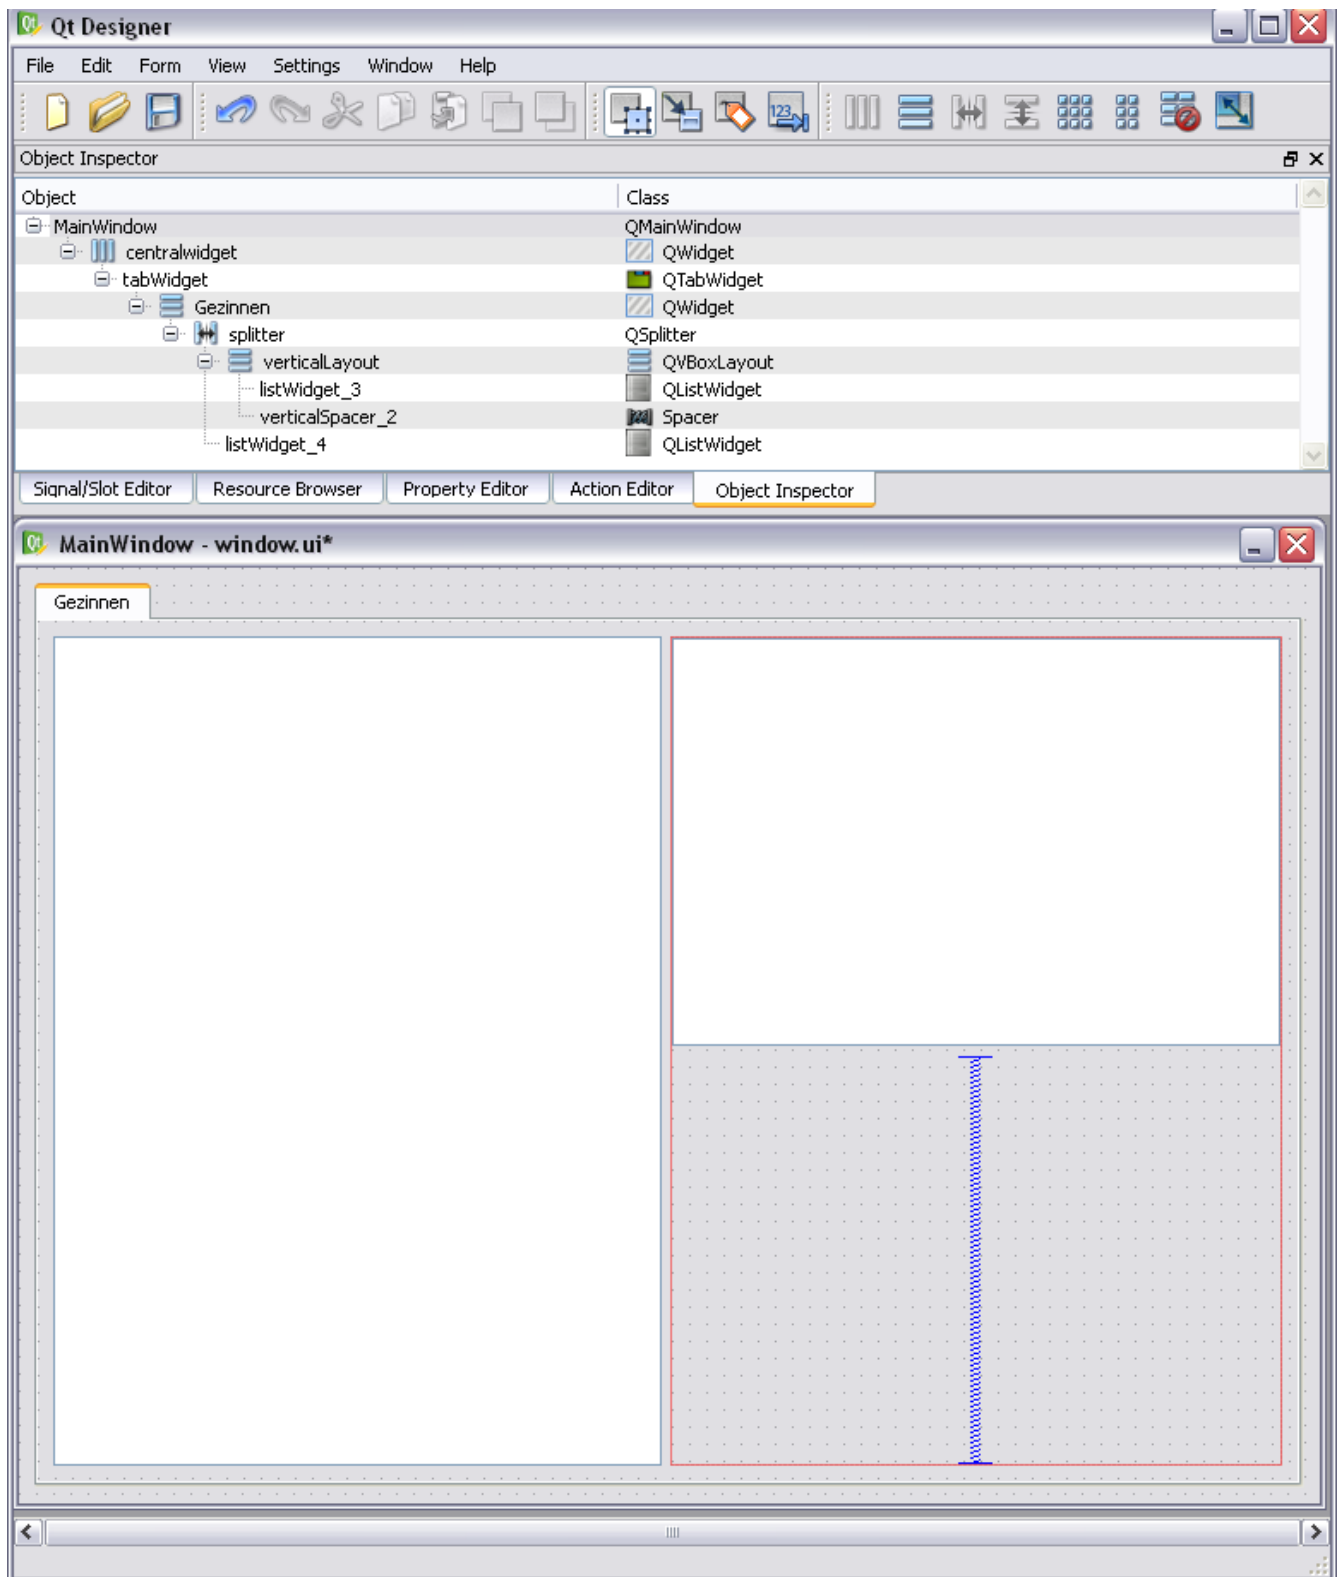 Qt Designer
File Edit Form View Settings Window Help
123
Object Inspector
Object Class
MainWindow QMainWindow
centralwidget QWidget
tabWidget QTabWidget
Gezinnen QWidget
splitter QSplitter
verticalLayout QVBoxLayout
listWidget_3 QListWidget
verticalSpacer_2 Spacer
listWidget_4 QListWidget
Signal/Slot Editor Resource Browser Property Editor Action Editor Object Inspector
MainWindow - window.ui*
Gezinnen